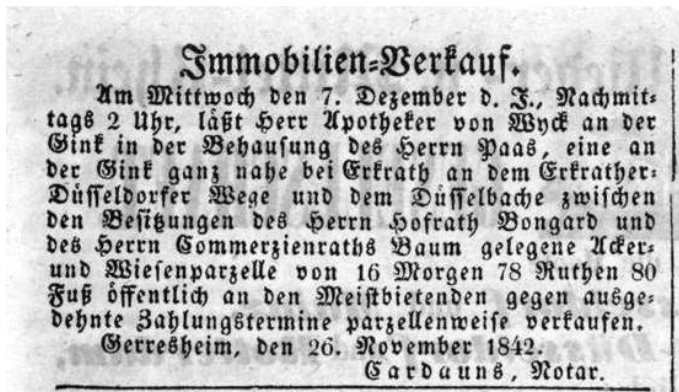 Immobilien-Verkauf.
Am Mittwoch den 7. Dezember d. J., Nachmit-
tags 2 Uhr, läßt Herr Apotheker von Wyck an der
Gink in der Behausung des Herrn Paas, eine an
der Gink ganz nahe bei Erkrath an dem Erkrather-
Düsseldorfer Wege und dem Düsselbache zwischen
den Besitzungen des Herrn Hofrath Bongard und
des Herrn Commerzienraths Baum gelegene Acker-
und Wiesenparzelle von 16 Morgen 78 Ruthen 80
Fuß öffentlich an den Meistbietenden gegen ausge-
dehnte Zahlungstermine parzellenweise verkaufen.
Gerresheim, den 26. November 1842.
Cardauns, Notar.